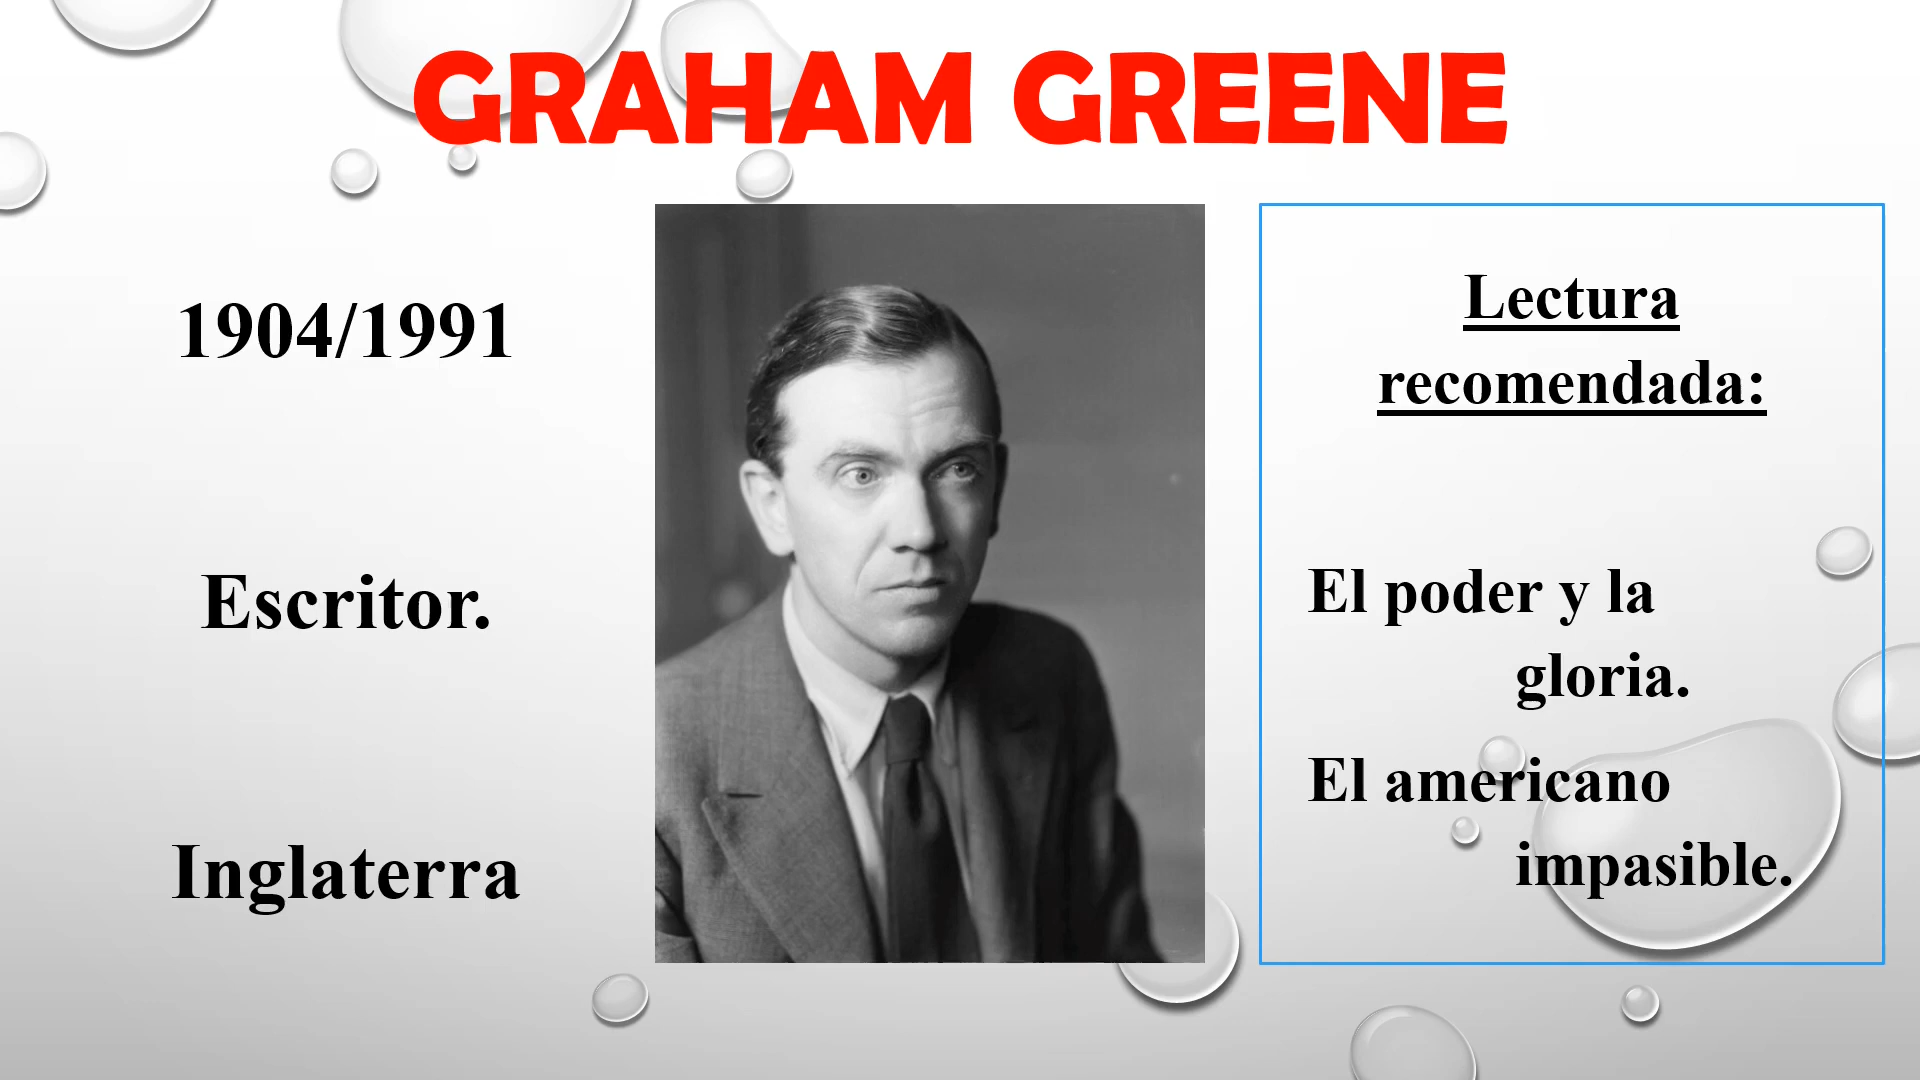 GRAHAM GREENE
1904/1991
Escritor.
Inglaterra
Lectura
recomendada:
El poder y la
gloria.
El americano
impasible.